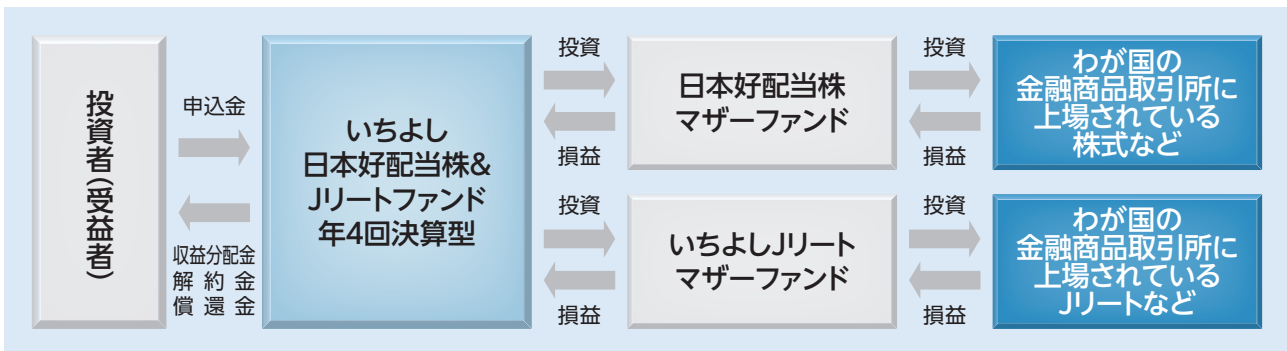 投資者(受益者)
申込金
収益分配金
解約金
償還金
いちよし
日本好配当株&
Jリートファンド
年4回決算型
投資
損益
日本好配当株
マザーファンド
投資
損益
わが国の
金融商品取引所に
上場されている
株式など
投資
損益
いちよしJリート
マザーファンド
投資
損益
わが国の
金融商品取引所に
上場されている
Jリートなど